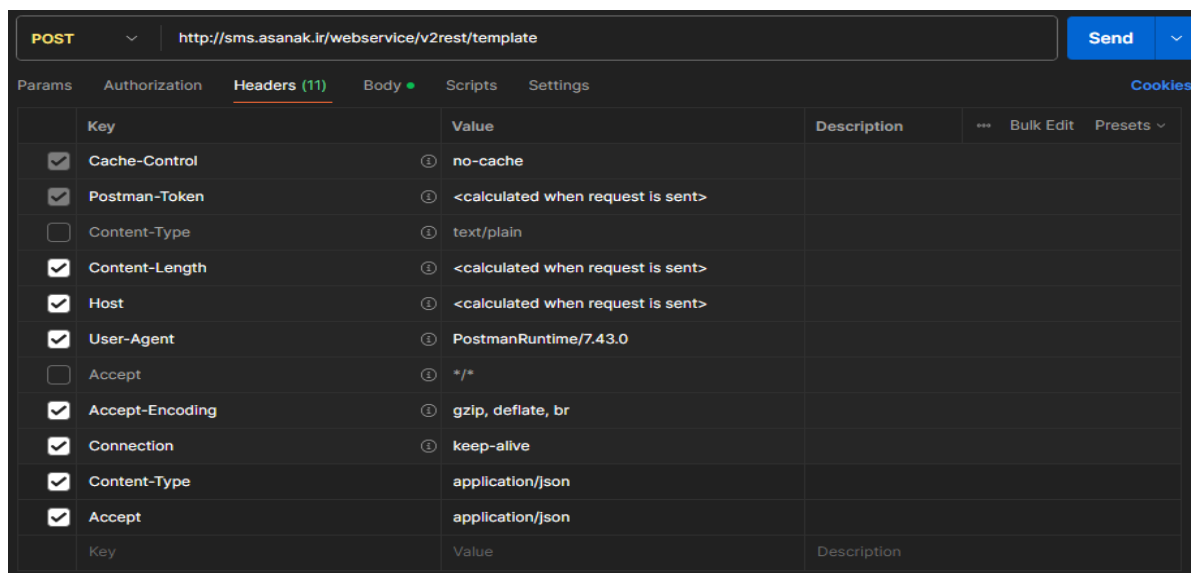 POST http://sms.asanak.ir/webservice/v2rest/template Send
Params Authorization Headers (11) Body Scripts Settings Cookies
Key Value Description ••• Bulk Edit Presets
Cache-Control no-cache
Postman-Token <calculated when request is sent>
Content-Type text/plain
Content-Length <calculated when request is sent>
Host <calculated when request is sent>
User-Agent PostmanRuntime/7.43.0
Accept */*
Accept-Encoding gzip, deflate, br
Connection keep-alive
Content-Type application/json
Accept application/json
Key Value Description